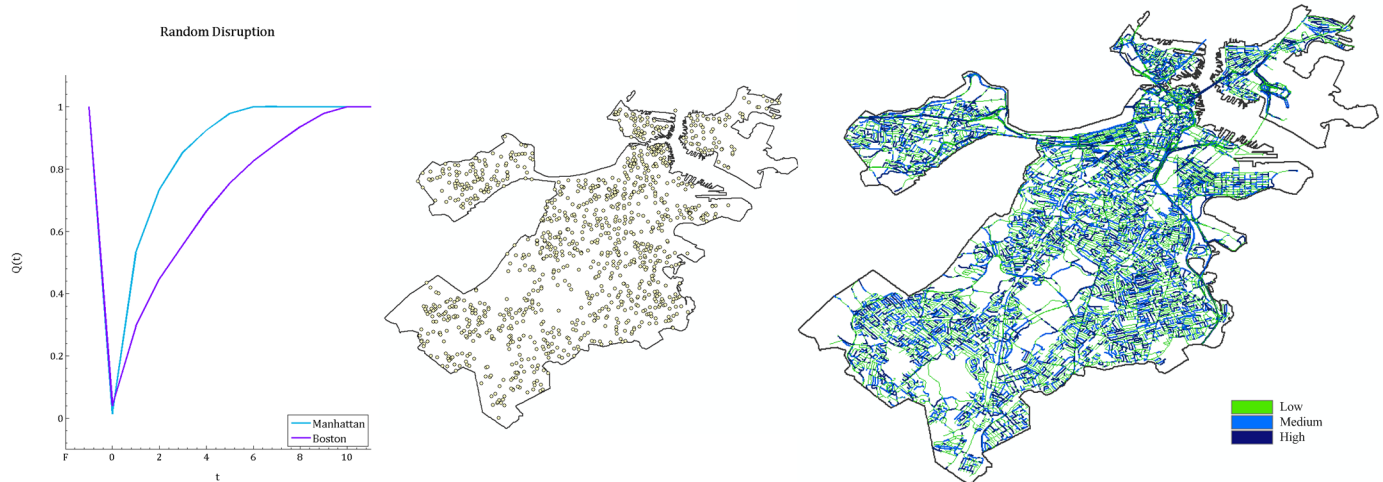 Random Disruption
1
0.8
0.6
0.4
0.2
0
Q(t)
F 0 2 4 6 8 10
t
Manhattan
Boston
Low
Medium
High